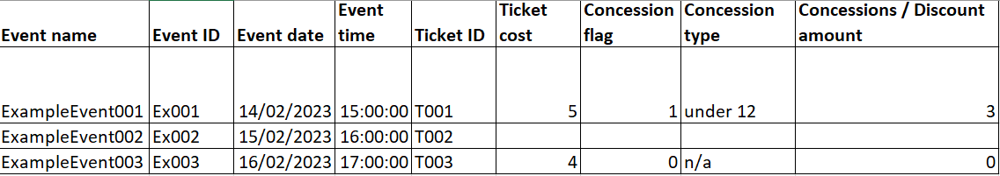 Event name Event ID Event date Event time Ticket ID Ticket cost Concession flag Concession type Concessions / Discount amount
ExampleEvent001 Ex001 14/02/2023 15:00:00 T001 5 1 under 12 3
ExampleEvent002 Ex002 15/02/2023 16:00:00 T002
ExampleEvent003 Ex003 16/02/2023 17:00:00 T003 4 0 n/a 0